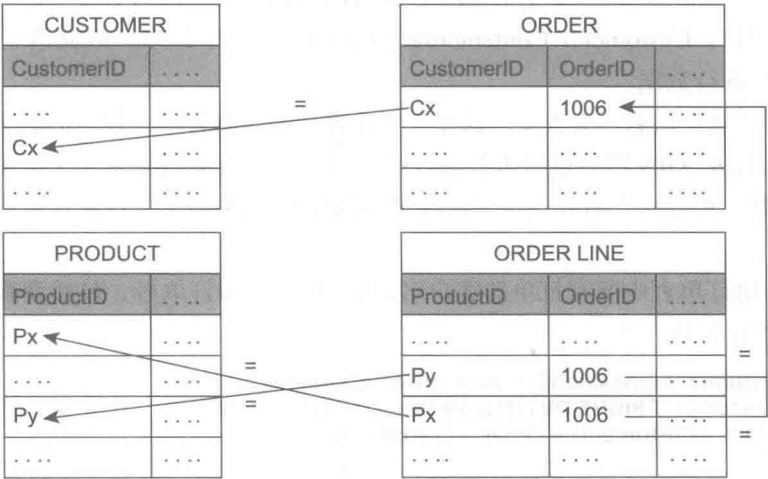 CUSTOMER
CustomerID ....
.... ....
Cx ....
.... ....
=
ORDER
CustomerID OrderID ....
Cx 1006 ....
.... .... ....
.... .... ....
PRODUCT
ProductID ....
Px ....
.... ....
Py ....
.... ....
=
=
ORDER LINE
ProductID OrderID ....
.... .... ....
Py 1006 ....
Px 1006 ....
.... .... ....
=
=